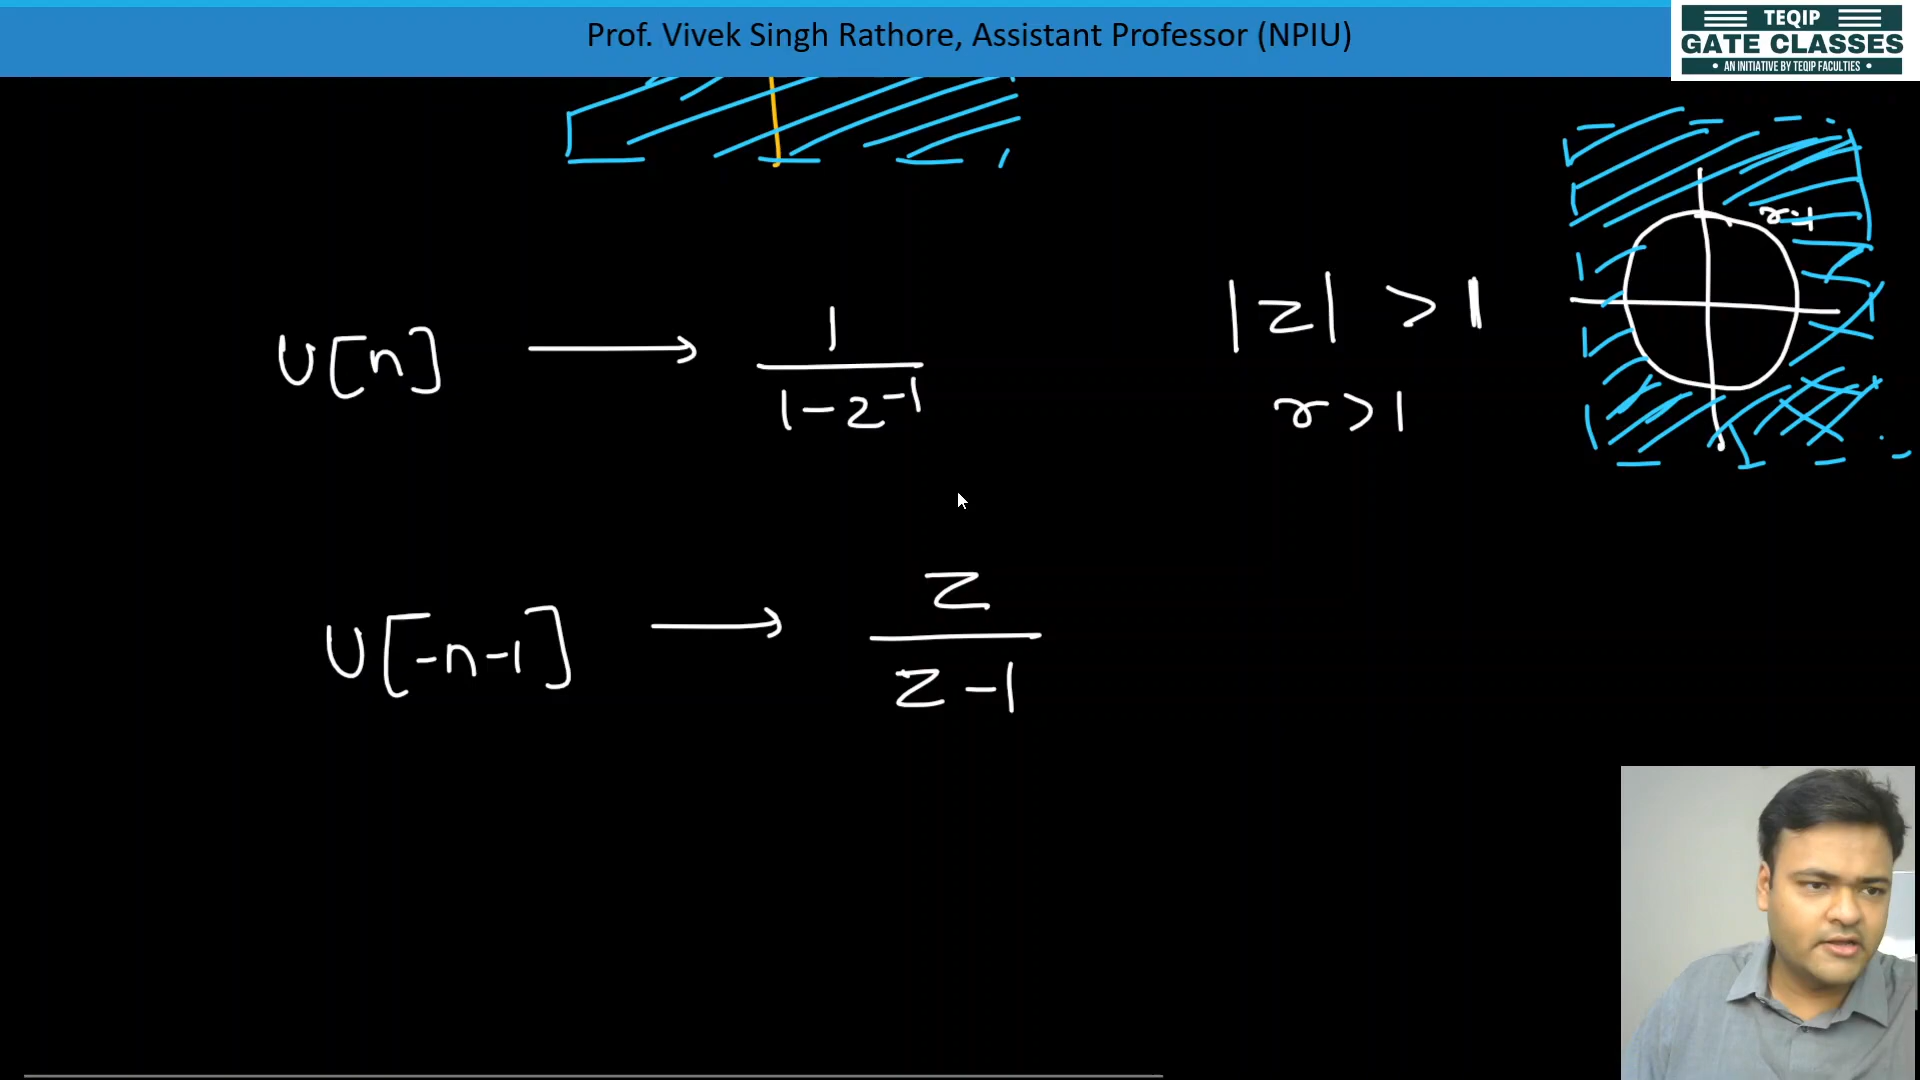 Prof. Vivek Singh Rathore, Assistant Professor (NPIU)
TEQIP
GATE CLASSES
• AN INITIATIVE BY TEQIP FACULTIES •
r=1
U[n] → 1/(1-z⁻¹) |z| > 1
r > 1
U[-n-1] → z/(z-1)